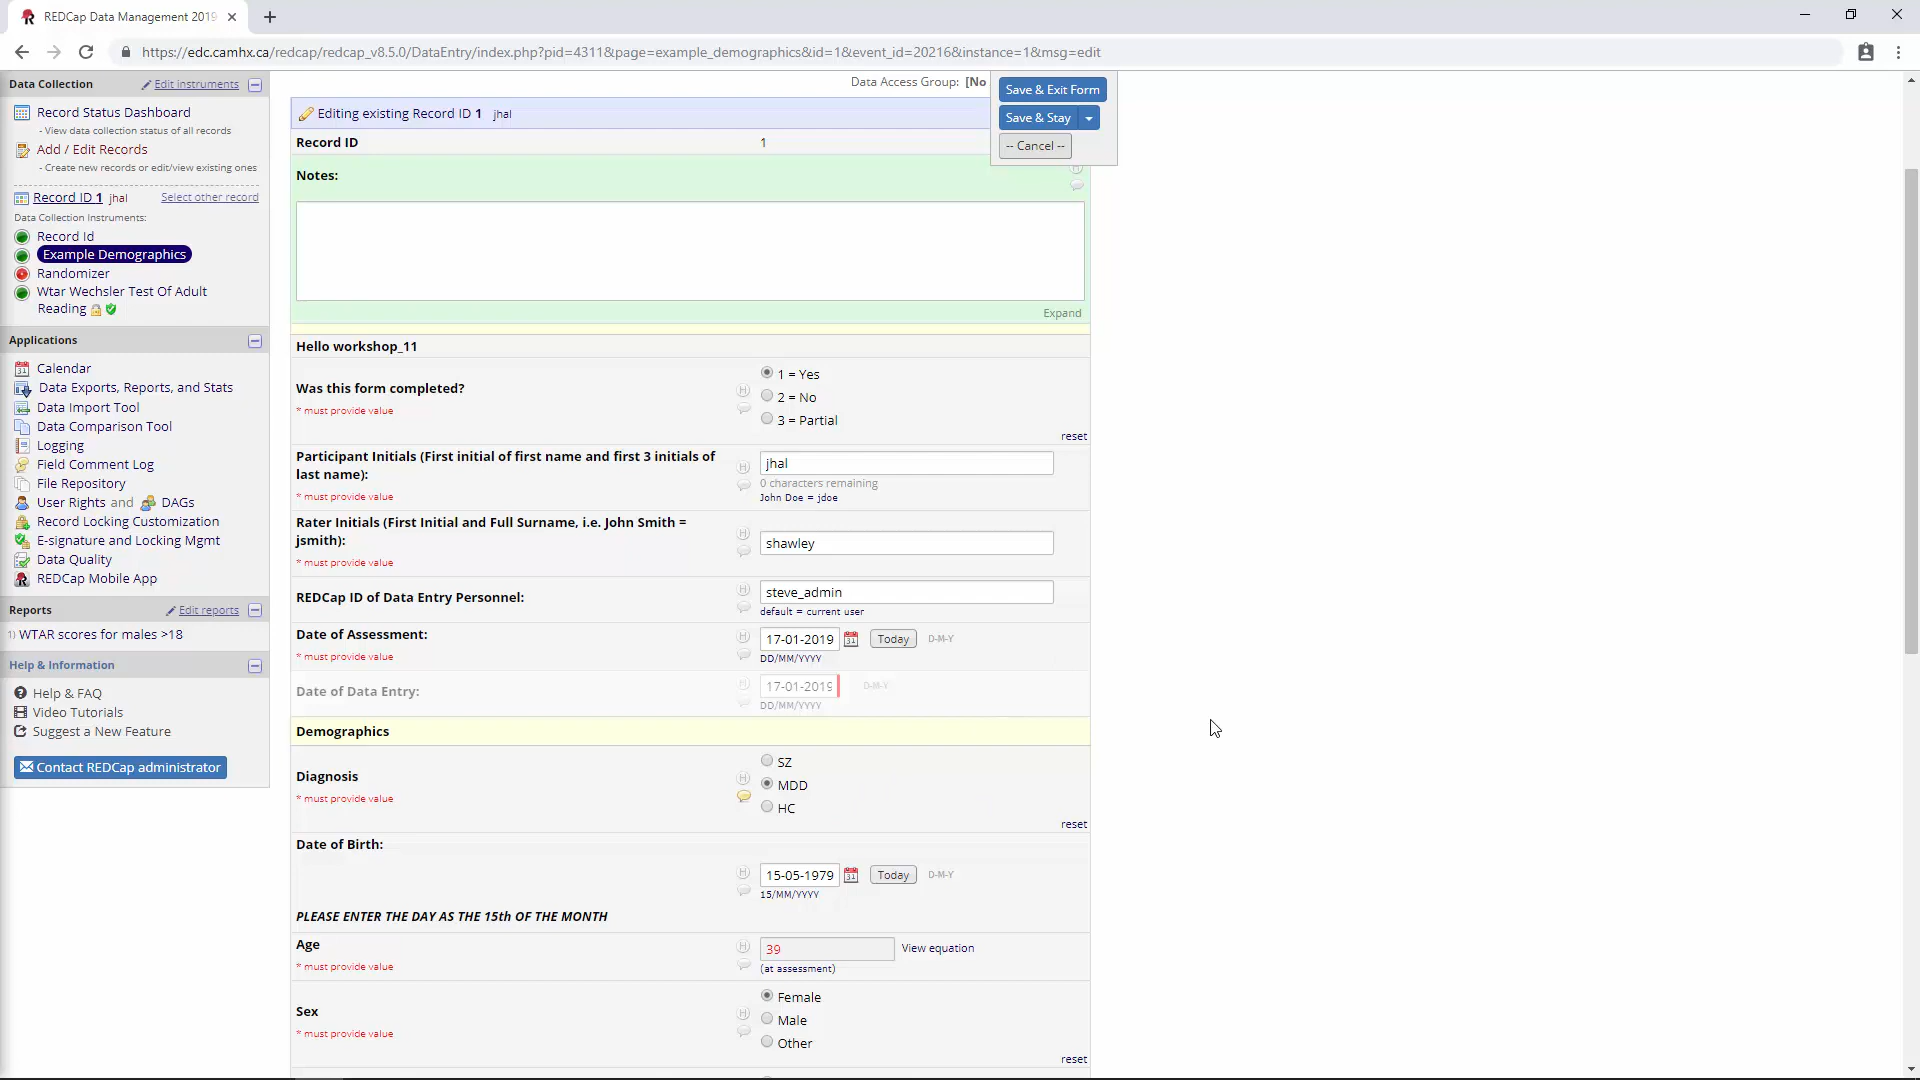 REDCap Data Management 2019
https://edc.camhx.ca/redcap/redcap_v8.5.0/DataEntry/index.php?pid=4311&page=example_demographics&id=1&event_id=20216&instance=1&msg=edit
Data Collection
Edit instruments
Record Status Dashboard
- View data collection status of all records
Add / Edit Records
- Create new records or edit/view existing ones
Record ID 1 jhal
Select other record
Data Collection Instruments:
Record Id
Example Demographics
Randomizer
Wtar Wechsler Test Of Adult
Reading
Applications
31 Calendar
Data Exports, Reports, and Stats
Data Import Tool
Data Comparison Tool
Logging
Field Comment Log
File Repository
User Rights and DAGs
Record Locking Customization
E-signature and Locking Mgmt
Data Quality
REDCap Mobile App
Reports
Edit reports
1) WTAR scores for males >18
Help & Information
Help & FAQ
Video Tutorials
Suggest a New Feature
Contact REDCap administrator
Data Access Group: [No
Save & Exit Form
Save & Stay
-- Cancel --
Editing existing Record ID 1 jhal
Record ID 1
Notes:
H
Expand
Hello workshop_11
Was this form completed?
* must provide value
H
1 = Yes
2 = No
3 = Partial
reset
Participant Initials (First initial of first name and first 3 initials of
last name):
* must provide value
H
jhal
0 characters remaining
John Doe = jdoe
Rater Initials (First Initial and Full Surname, i.e. John Smith =
jsmith):
* must provide value
H
shawley
REDCap ID of Data Entry Personnel:
H
steve_admin
default = current user
Date of Assessment:
* must provide value
H
17-01-2019 31 Today D-M-Y
DD/MM/YYYY
Date of Data Entry:
H
17-01-2019 D-M-Y
DD/MM/YYYY
Demographics
Diagnosis
* must provide value
H
SZ
MDD
HC
reset
Date of Birth:
H
15-05-1979 31 Today D-M-Y
15/MM/YYYY
PLEASE ENTER THE DAY AS THE 15th OF THE MONTH
Age
* must provide value
H
39 View equation
(at assessment)
Sex
* must provide value
H
Female
Male
Other
reset